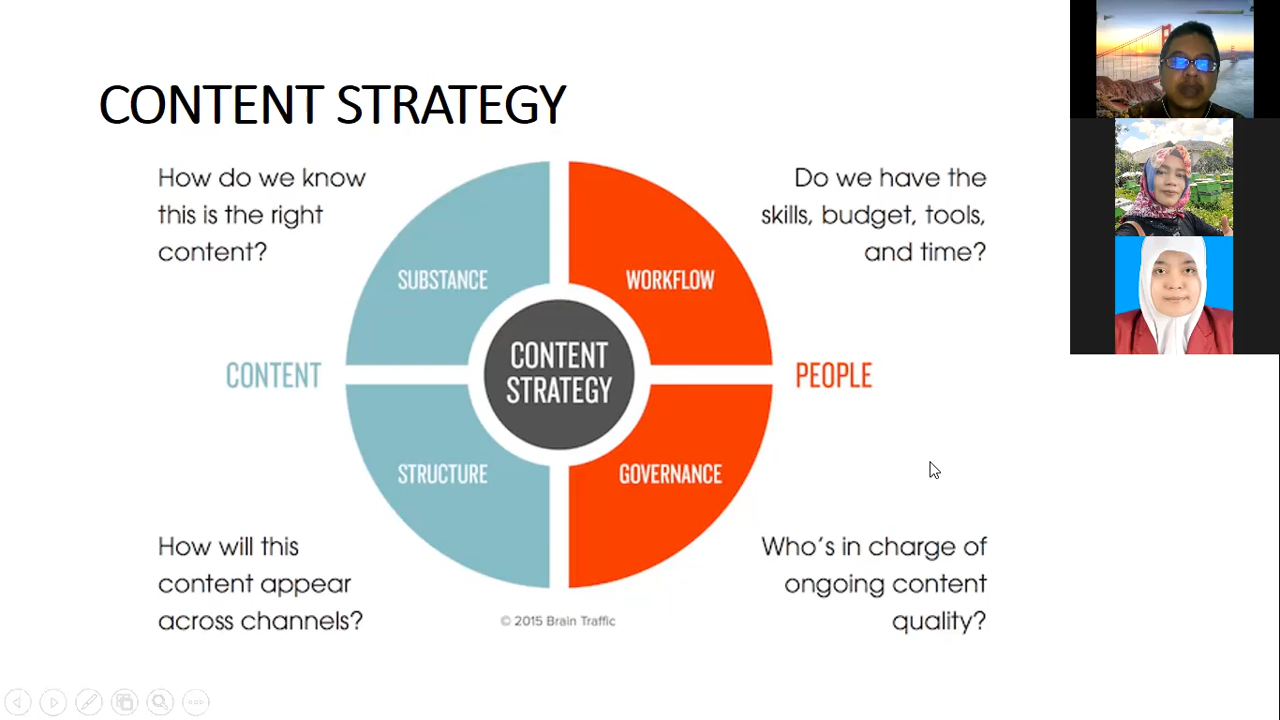 CONTENT STRATEGY
How do we know
this is the right
content?
Do we have the
skills, budget, tools,
and time?
SUBSTANCE
WORKFLOW
CONTENT
CONTENT
STRATEGY
PEOPLE
STRUCTURE
GOVERNANCE
How will this
content appear
across channels?
Who's in charge of
ongoing content
quality?
© 2015 Brain Traffic